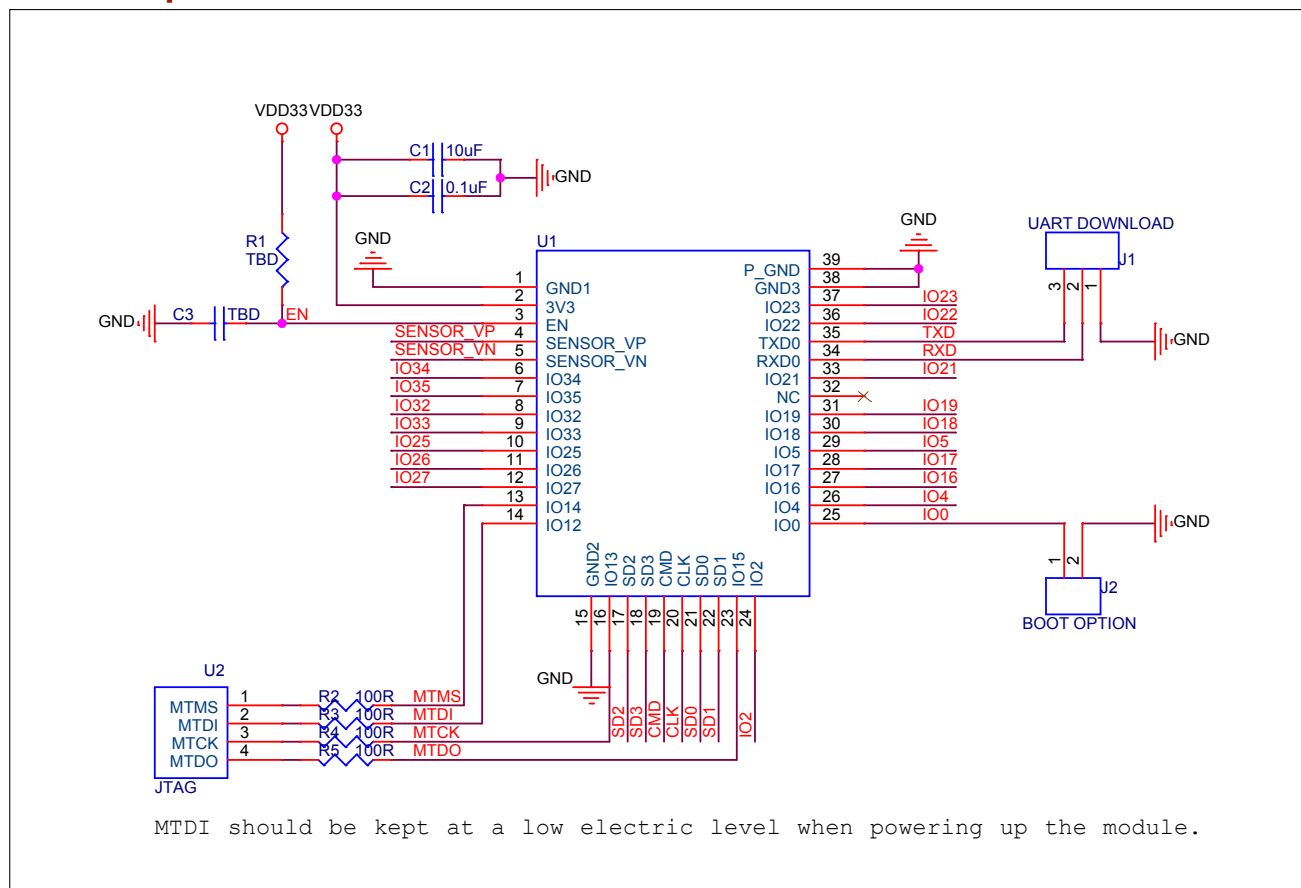 VDD33 VDD33
C1 10uF
GND
C2 0.1uF
R1
TBD
GND
C3 TBD
GND
EN
SENSOR_VP
SENSOR_VN
IO34
IO35
IO32
IO33
IO25
IO26
IO27
U1
1 GND1
2 3V3
3 EN
4 SENSOR_VP
5 SENSOR_VN
6 IO34
7 IO35
8 IO32
9 IO33
10 IO25
11 IO26
12 IO27
13 IO14
14 IO12
GND
P_GND 39
GND3 38
IO23 37 IO23
IO22 36 IO22
TXD0 35 TXD
RXD0 34 RXD
IO21 33 IO21
NC 32
IO19 31 IO19
IO18 30 IO18
IO5 29 IO5
IO17 28 IO17
IO16 27 IO16
IO4 26 IO4
IO0 25 IO0
UART DOWNLOAD
J1
3 2 1
GND
GND
1 2
J2
BOOT OPTION
GND2 IO13 SD2 SD3 CMD CLK SD0 SD1 IO15 IO2
15 16 17 18 19 20 21 22 23 24
GND
SD2 SD3 CMD CLK SD0 SD1 IO2
U2
MTMS 1 R2 100R MTMS
MTDI 2 R3 100R MTDI
MTCK 3 R4 100R MTCK
MTDO 4 R5 100R MTDO
JTAG
MTDI should be kept at a low electric level when powering up the module.